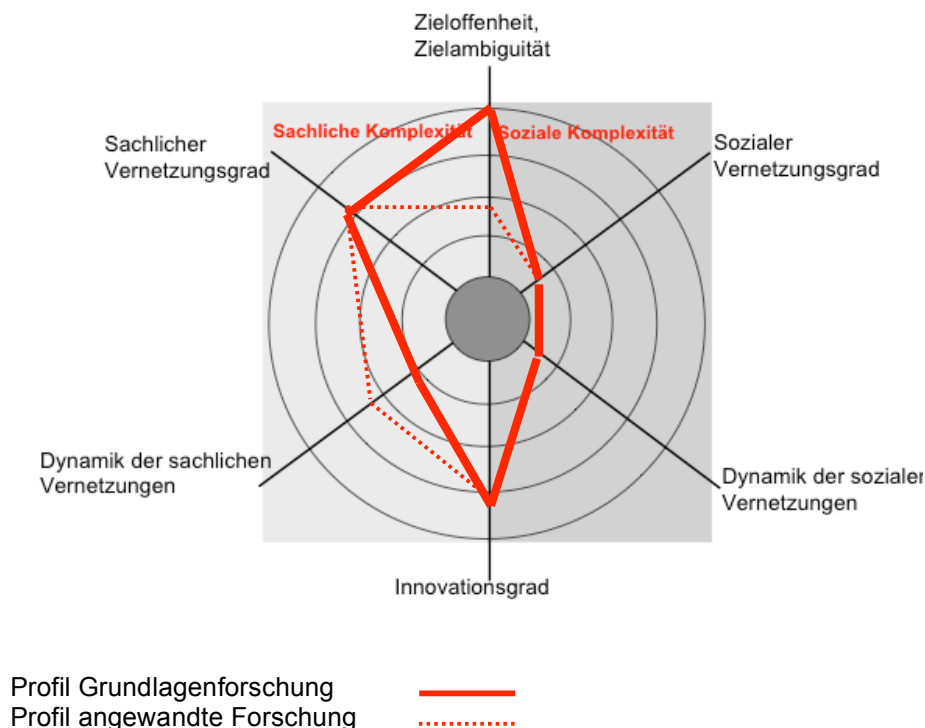 Zieloffenheit,
Zielambiguität
Sachliche Komplexität
Soziale Komplexität
Sachlicher
Vernetzungsgrad
Sozialer
Vernetzungsgrad
Dynamik der sachlichen
Vernetzungen
Dynamik der sozialer
Vernetzungen
Innovationsgrad
Profil Grundlagenforschung
Profil angewandte Forschung